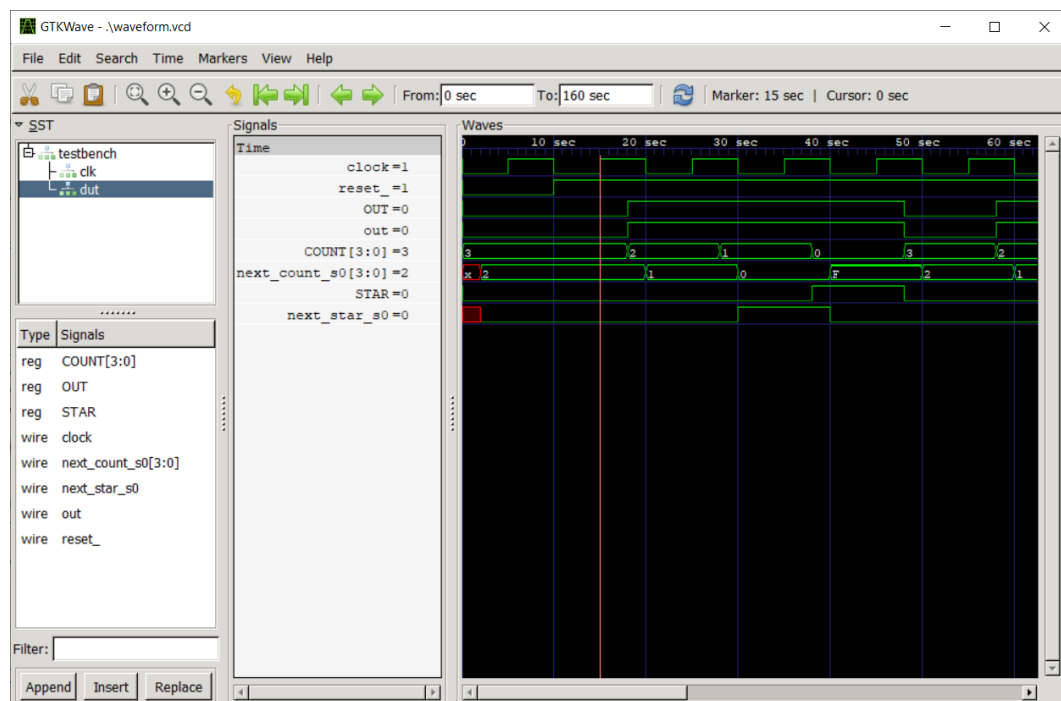 GTKWave - .\waveform.vcd
File Edit Search Time Markers View Help
From: 0 sec To: 160 sec Marker: 15 sec | Cursor: 0 sec
SST
testbench
clk
dut
Type Signals
reg COUNT[3:0]
reg OUT
reg STAR
wire clock
wire next_count_s0[3:0]
wire next_star_s0
wire out
wire reset_
Filter:
Append Insert Replace
Signals
Time
clock=1
reset_=1
OUT=0
out=0
COUNT[3:0]=3
next_count_s0[3:0]=2
STAR=0
next_star_s0=0
Waves
0 10 sec 20 sec 30 sec 40 sec 50 sec 60 sec
3 2 1 0 3 2
x 2 1 0 F 2 1